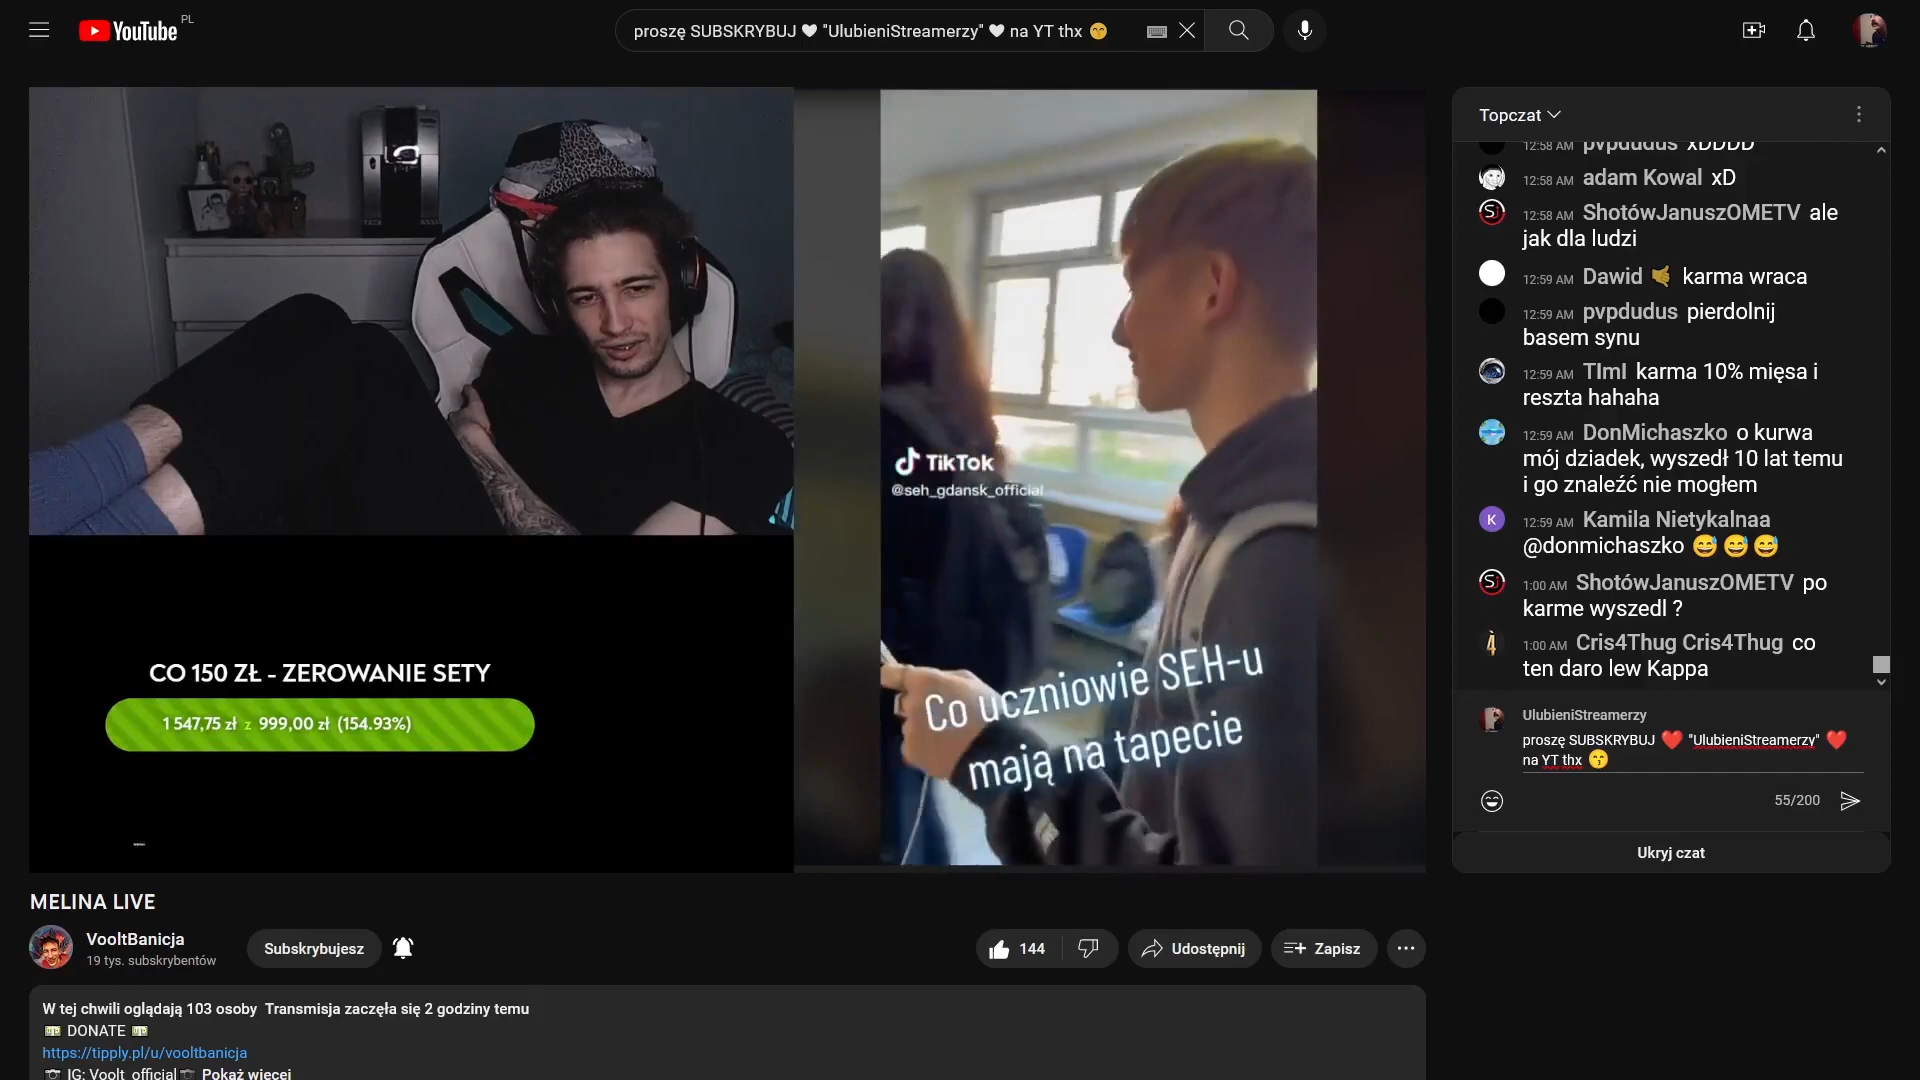 YouTube PL
proszę SUBSKRYBUJ ♥ "UlubieniStreamerzy" ♥ na YT thx 😙
TikTok
@seh_gdansk_official
Co uczniowie SEH-u
mają na tapecie
CO 150 ZŁ - ZEROWANIE SETY
1 547,75 zł z 999,00 zł (154.93%)
Topczat
12:58 AM pvpdudus xDDDD
12:58 AM adam Kowal xD
12:58 AM ShotówJanuszOMETV ale
jak dla ludzi
12:59 AM Dawid 🤙 karma wraca
12:59 AM pvpdudus pierdolnij
basem synu
12:59 AM TImI karma 10% mięsa i
reszta hahaha
12:59 AM DonMichaszko o kurwa
mój dziadek, wyszedł 10 lat temu
i go znaleźć nie mogłem
K
12:59 AM Kamila Nietykalnaa
@donmichaszko 😅 😅 😅
1:00 AM ShotówJanuszOMETV po
karme wyszedl ?
1:00 AM Cris4Thug Cris4Thug co
ten daro lew Kappa
UlubieniStreamerzy
proszę SUBSKRYBUJ ❤️ "UlubieniStreamerzy" ❤️
na YT thx 😙
55/200
Ukryj czat
MELINA LIVE
VooltBanicja
19 tys. subskrybentów
Subskrybujesz
144
Udostępnij
Zapisz
W tej chwili oglądają 103 osoby Transmisja zaczęła się 2 godziny temu
💵 DONATE 💵
https://tipply.pl/u/vooltbanicja
📷 IG: Voolt_official 📷 Pokaż więcej